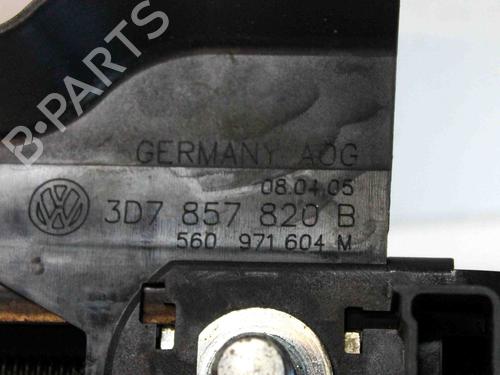 B-PARTS
GERMANY AOG
08.04.05
3D7 857 820 B
560 971 604 M